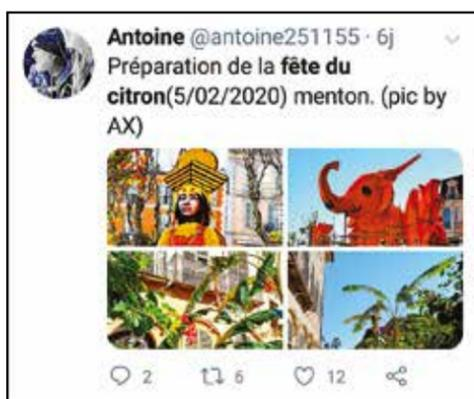 Antoine @antoine251155 · 6j
Préparation de la fête du
citron(5/02/2020) menton. (pic by
AX)
2 6 12